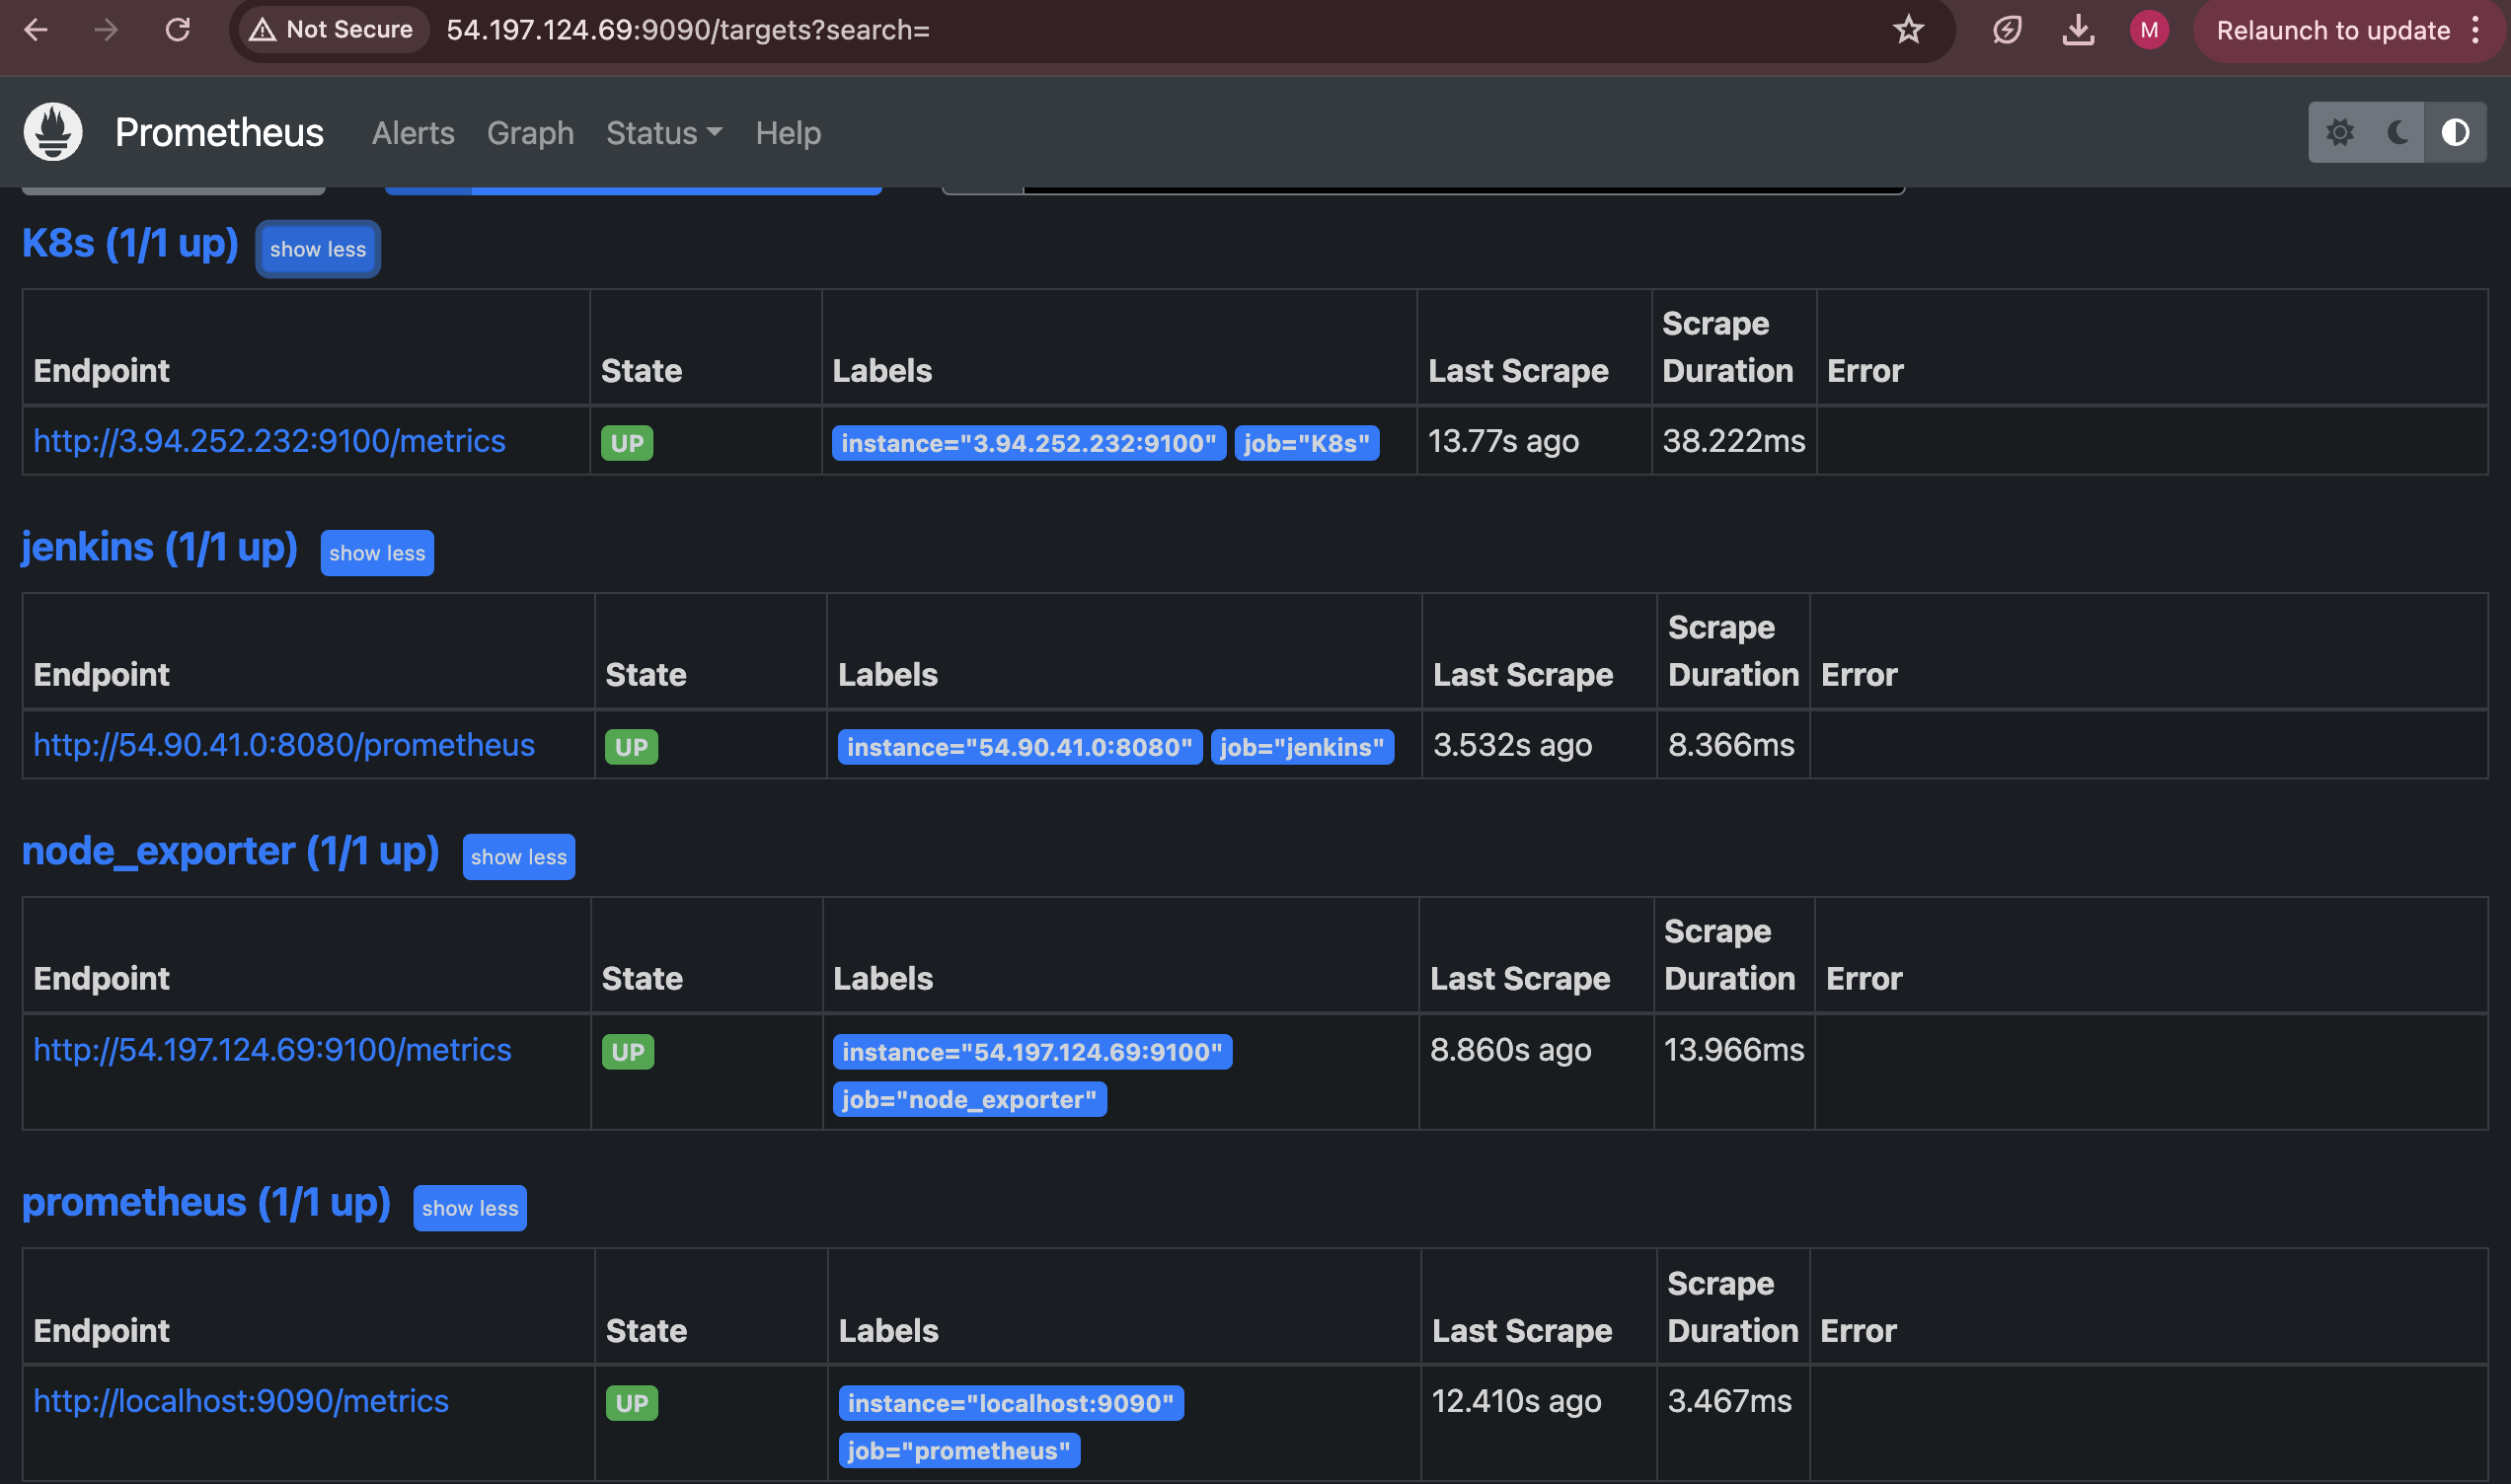 Not Secure 54.197.124.69:9090/targets?search= M Relaunch to update
Prometheus Alerts Graph Status Help
K8s (1/1 up) show less
Endpoint State Labels Last Scrape Scrape Duration Error
http://3.94.252.232:9100/metrics UP instance="3.94.252.232:9100" job="K8s" 13.77s ago 38.222ms
jenkins (1/1 up) show less
Endpoint State Labels Last Scrape Scrape Duration Error
http://54.90.41.0:8080/prometheus UP instance="54.90.41.0:8080" job="jenkins" 3.532s ago 8.366ms
node_exporter (1/1 up) show less
Endpoint State Labels Last Scrape Scrape Duration Error
http://54.197.124.69:9100/metrics UP instance="54.197.124.69:9100" 8.860s ago 13.966ms
job="node_exporter"
prometheus (1/1 up) show less
Endpoint State Labels Last Scrape Scrape Duration Error
http://localhost:9090/metrics UP instance="localhost:9090" 12.410s ago 3.467ms
job="prometheus"